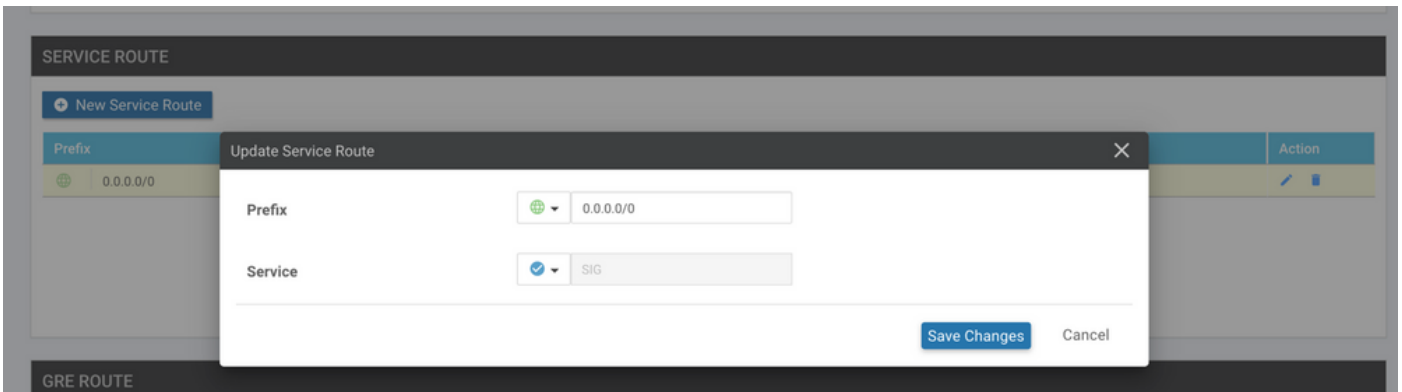 SERVICE ROUTE
New Service Route
Prefix
Action
0.0.0.0/0
Update Service Route
Prefix
0.0.0.0/0
Service
SIG
Save Changes
Cancel
GRE ROUTE